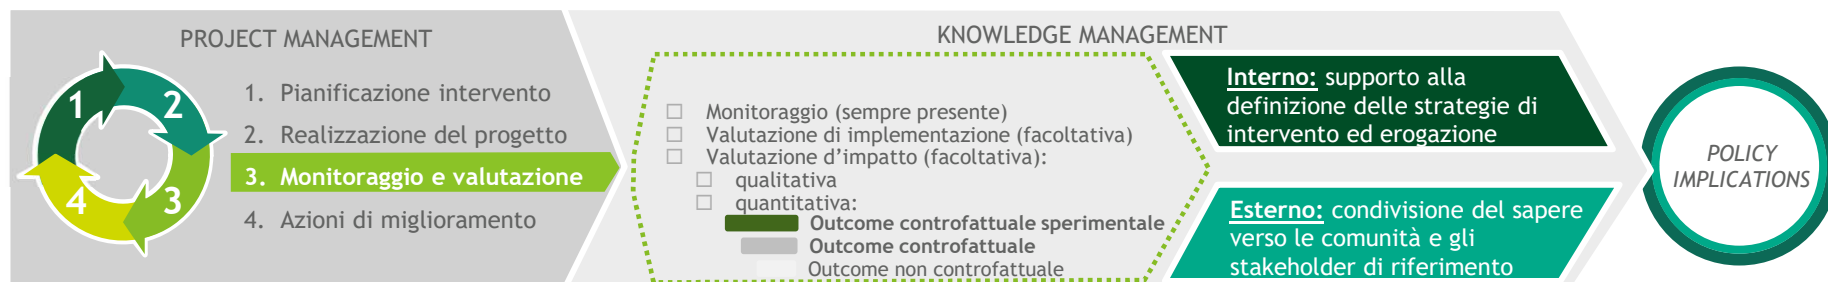 PROJECT MANAGEMENT
1
2
3
4
1. Pianificazione intervento
2. Realizzazione del progetto
3. Monitoraggio e valutazione
4. Azioni di miglioramento
KNOWLEDGE MANAGEMENT
Monitoraggio (sempre presente)
Valutazione di implementazione (facoltativa)
Valutazione d’impatto (facoltativa):
qualitativa
quantitativa:
Outcome controfattuale sperimentale
Outcome controfattuale
Outcome non controfattuale
Interno: supporto alla
definizione delle strategie di
intervento ed erogazione
Esterno: condivisione del sapere
verso le comunità e gli
stakeholder di riferimento
POLICY
IMPLICATIONS